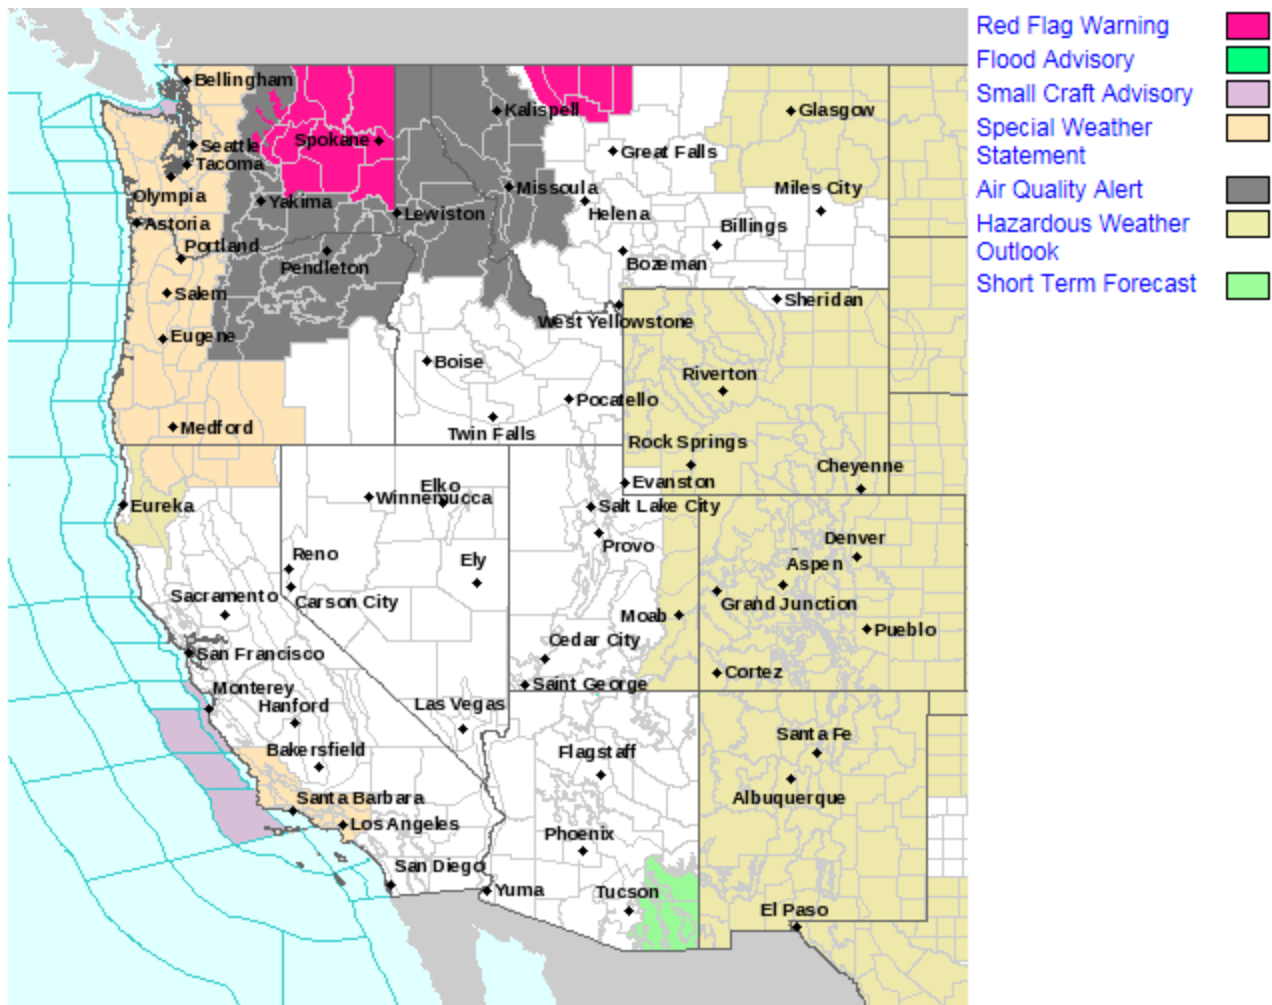 Red Flag Warning
Flood Advisory
Small Craft Advisory
Special Weather
Statement
Air Quality Alert
Hazardous Weather
Outlook
Short Term Forecast
Bellingham
Kalispell
Glasgow
Spokane
Seattle
Great Falls
Tacoma
Missoula
Miles City
Olympia
Yakima
Lewiston
Helena
Astoria
Billings
Portland
Pendleton
Bozeman
Salem
Sheridan
West Yellowstone
Eugene
Boise
Riverton
Pocatello
Medford
Twin Falls
Rock Springs
Cheyenne
Evanston
Elko
Winnemucca
Eureka
Salt Lake City
Provo
Denver
Reno
Ely
Aspen
Sacramento
Carson City
Grand Junction
Moab
Pueblo
Cedar City
San Francisco
Cortez
Saint George
Monterey
Hanford
Las Vegas
Santa Fe
Bakersfield
Flagstaff
Albuquerque
Santa Barbara
Los Angeles
Phoenix
San Diego
Yuma
Tucson
El Paso